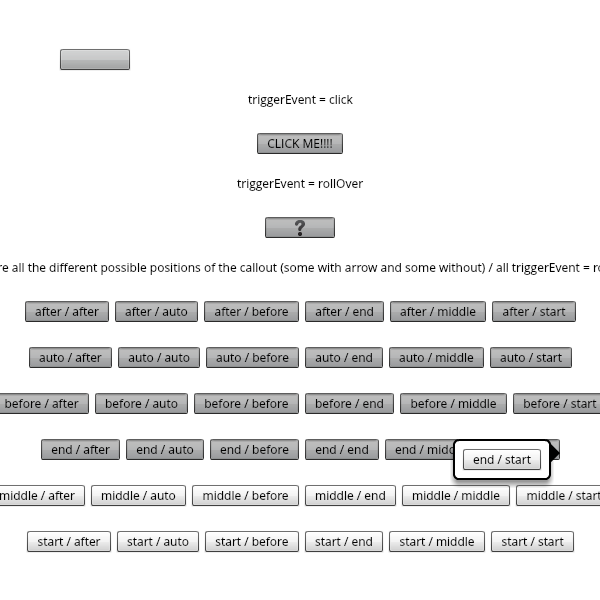 triggerEvent = click
CLICK ME!!!!
triggerEvent = rollOver
?
all the different possible positions of the callout (some with arrow and some without) / all triggerEvent =
after / after after / auto after / before after / end after / middle after / start
auto / after auto / auto auto / before auto / end auto / middle auto / start
before / after before / auto before / before before / end before / middle before / start
end / after end / auto end / before end / end end / end / start
middle / after middle / auto middle / before middle / end middle / middle middle / start
start / after start / auto start / before start / end start / middle start / start